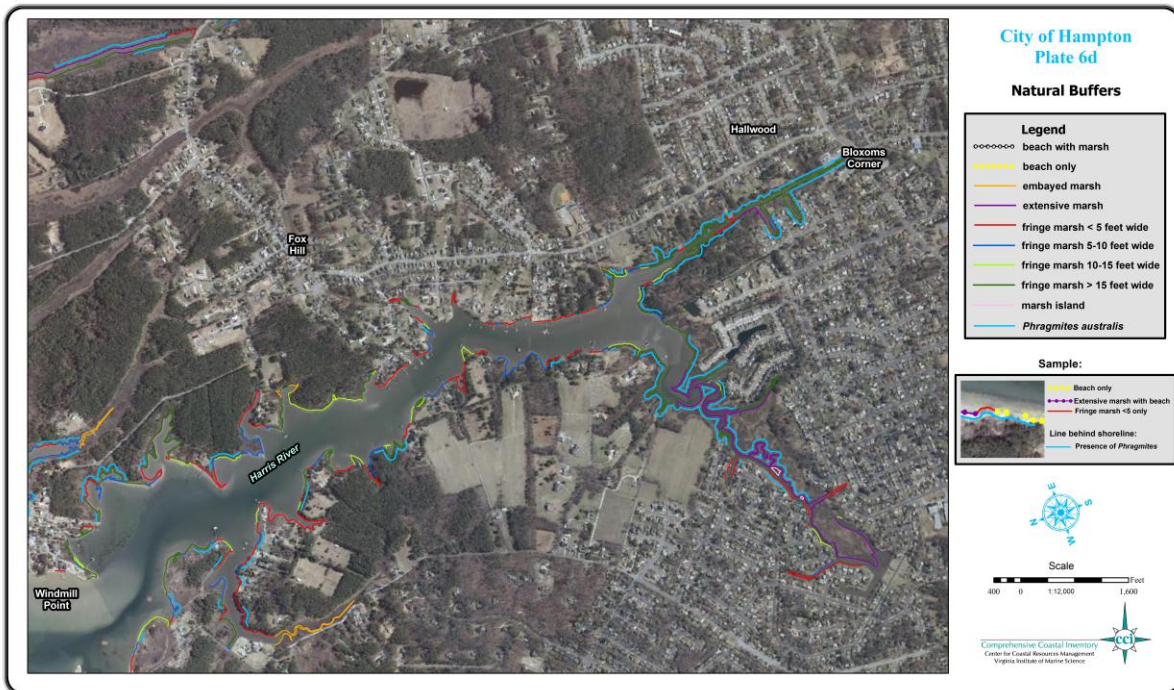 City of Hampton
Plate 6d
Natural Buffers
Legend
beach with marsh
beach only
embayed marsh
extensive marsh
fringe marsh < 5 feet wide
fringe marsh 5-10 feet wide
fringe marsh 10-15 feet wide
fringe marsh > 15 feet wide
marsh island
Phragmites australis
Sample:
Beach only
Extensive marsh with beach
Fringe marsh <5 only
Line behind shoreline:
Presence of Phragmites
E
S
N
W
Scale
Feet
400 0 1:12,000 1,600
Comprehensive Coastal Inventory
Center for Coastal Resources Management
Virginia Institute of Marine Science
cci
Hallwood
Bloxoms
Corner
Fox
Hill
Harris River
Windmill
Point